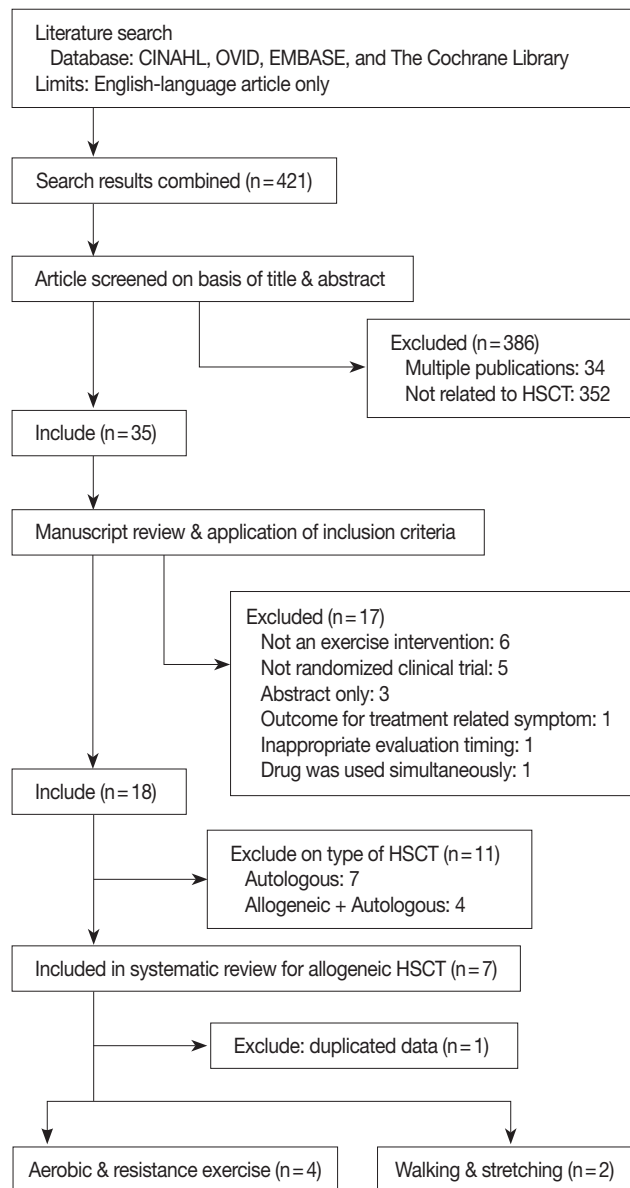 Literature search
Database: CINAHL, OVID, EMBASE, and The Cochrane Library
Limits: English-language article only
Search results combined (n=421)
Article screened on basis of title & abstract
Excluded (n=386)
Multiple publications: 34
Not related to HSCT: 352
Include (n=35)
Manuscript review & application of inclusion criteria
Excluded (n=17)
Not an exercise intervention: 6
Not randomized clinical trial: 5
Abstract only: 3
Outcome for treatment related symptom: 1
Inappropriate evaluation timing: 1
Drug was used simultaneously: 1
Include (n=18)
Exclude on type of HSCT (n=11)
Autologous: 7
Allogeneic + Autologous: 4
Included in systematic review for allogeneic HSCT (n=7)
Exclude: duplicated data (n=1)
Aerobic & resistance exercise (n=4)
Walking & stretching (n=2)